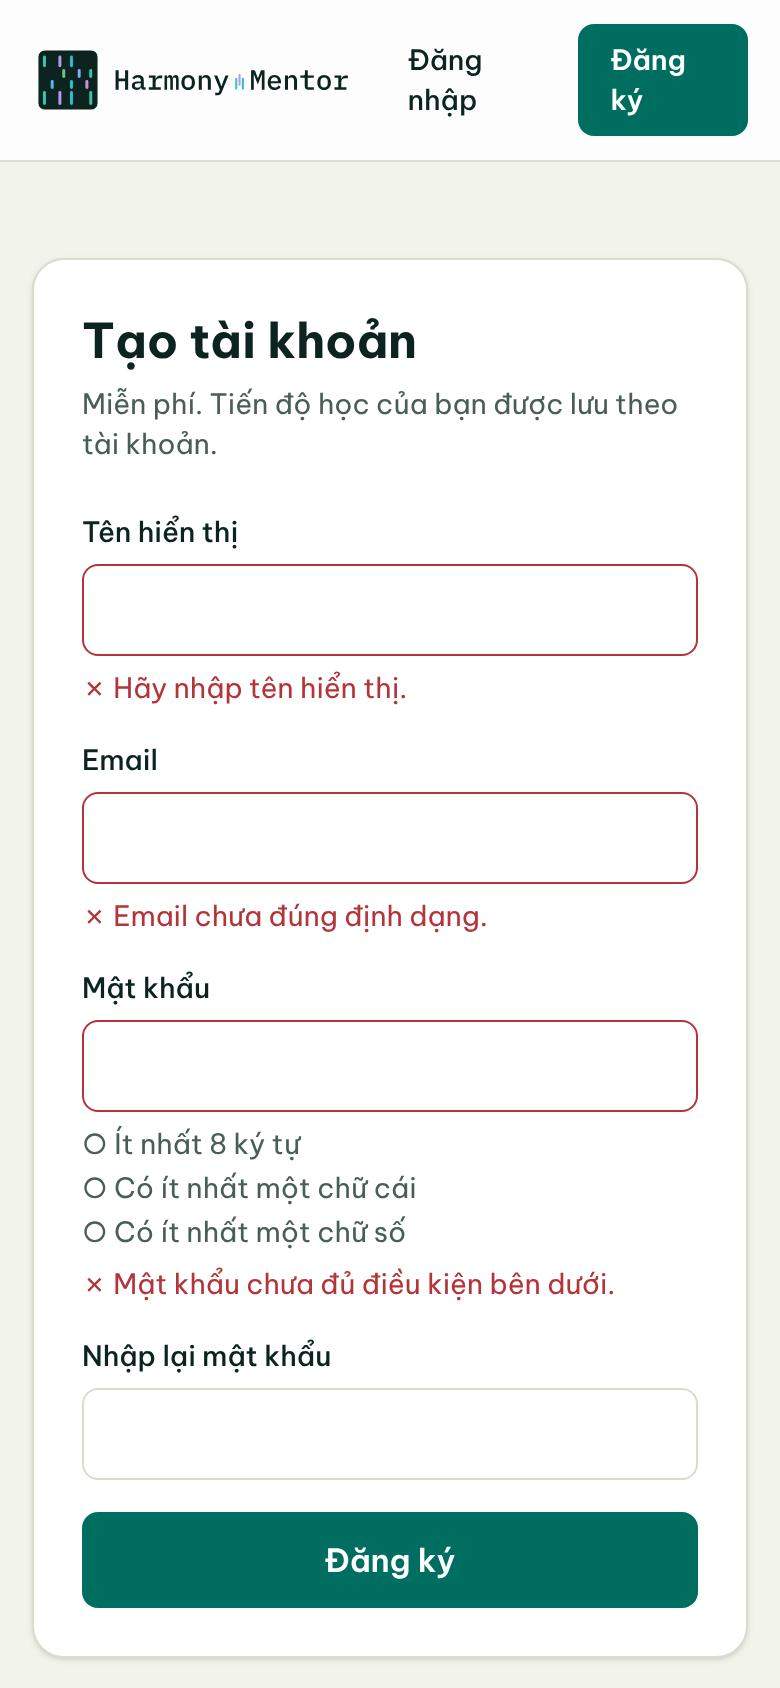 Harmony Mentor
Đăng nhập
Đăng ký
Tạo tài khoản
Miễn phí. Tiến độ học của bạn được lưu theo
tài khoản.
Tên hiển thị
× Hãy nhập tên hiển thị.
Email
× Email chưa đúng định dạng.
Mật khẩu
○ Ít nhất 8 ký tự
○ Có ít nhất một chữ cái
○ Có ít nhất một chữ số
× Mật khẩu chưa đủ điều kiện bên dưới.
Nhập lại mật khẩu
Đăng ký